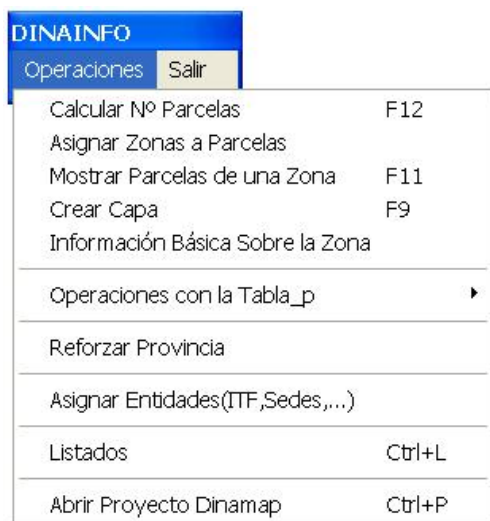 DINAINFO
Operaciones Salir
Calcular Nº Parcelas F12
Asignar Zonas a Parcelas
Mostrar Parcelas de una Zona F11
Crear Capa F9
Información Básica Sobre la Zona
Operaciones con la Tabla_p
Reforzar Provincia
Asignar Entidades(ITF,Sedes,...)
Listados Ctrl+L
Abrir Proyecto Dinamap Ctrl+P